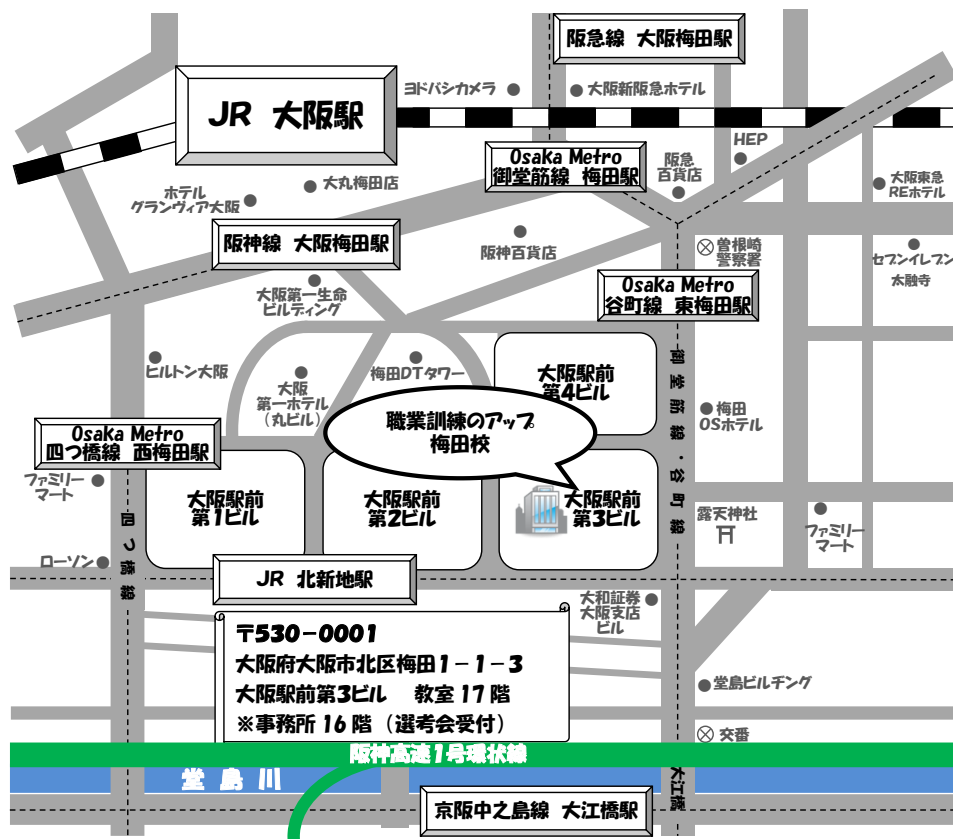 阪急線 大阪梅田駅
ヨドバシカメラ
大阪新阪急ホテル
JR 大阪駅
HEP
Osaka Metro
御堂筋線 梅田駅
阪急
百貨店
大阪東急
REホテル
大丸梅田店
ホテル
グランヴィア大阪
阪神線 大阪梅田駅
阪神百貨店
曽根崎
警察署
セブンイレブン
太融寺
Osaka Metro
谷町線 東梅田駅
大阪第一生命
ビルディング
ヒルトン大阪
大阪
第一ホテル
(丸ビル)
梅田DTタワー
大阪駅前
第4ビル
御堂筋線・谷町線
梅田
OSホテル
職業訓練のアップ
梅田校
Osaka Metro
四つ橋線 西梅田駅
ファミリー
マート
大阪駅前
第1ビル
大阪駅前
第2ビル
大阪駅前
第3ビル
露天神社
ファミリー
マート
四つ橋線
ローソン
JR 北新地駅
大和証券
大阪支店
ビル
〒530-0001
大阪府大阪市北区梅田1-1-3
大阪駅前第3ビル 教室17階
※事務所16階(選考会受付)
堂島ビルヂング
交番
阪神高速1号環状線
堂島川
大江橋
京阪中之島線 大江橋駅